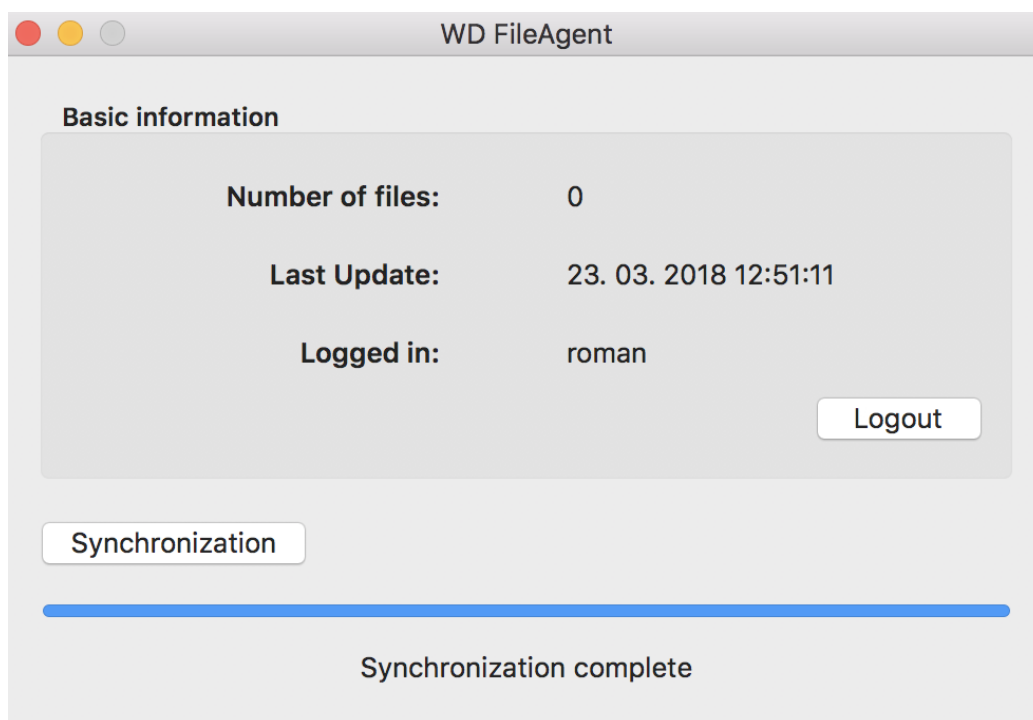 WD FileAgent
Basic information
Number of files: 0
Last Update: 23. 03. 2018 12:51:11
Logged in: roman
Logout
Synchronization
Synchronization complete